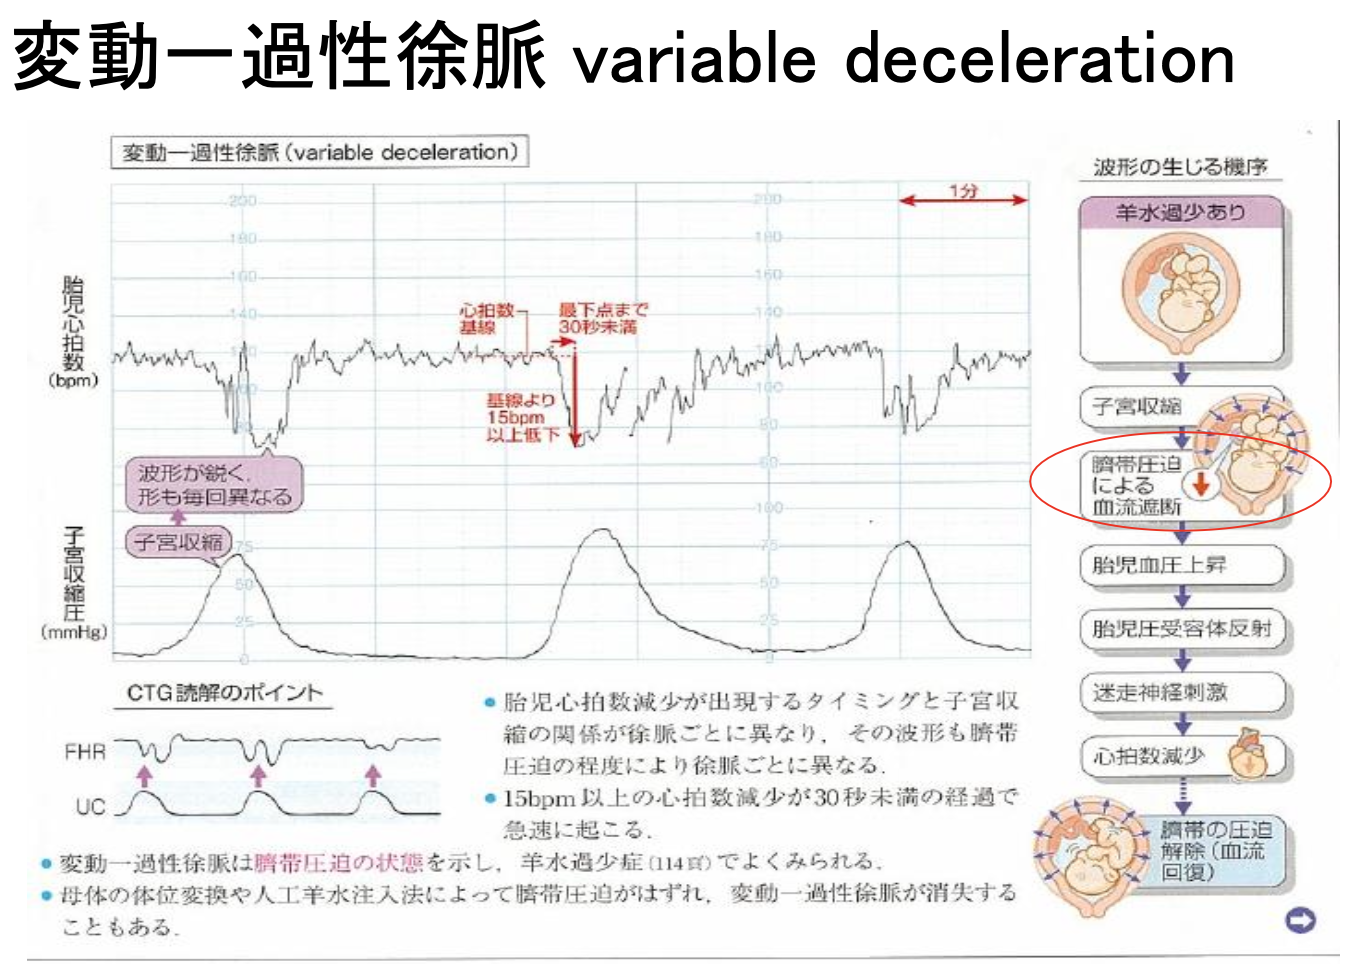 変動一過性徐脈 variable deceleration
変動一過性徐脈(variable deceleration)
胎児心拍数
(bpm)
200
180
160
140
120
100
80
60
200
180
160
140
120
100
80
60
1分
心拍数
基線
最下点まで
30秒未満
基線より
15bpm
以上低下
波形が鋭く,
形も毎回異なる
子宮収縮
子宮収縮圧
(mmHg)
75
50
25
0
100
75
50
25
0
CTG読解のポイント
FHR
UC
● 胎児心拍数減少が出現するタイミングと子宮収
縮の関係が徐脈ごとに異なり,その波形も臍帯
圧迫の程度により徐脈ごとに異なる.
● 15bpm以上の心拍数減少が30秒未満の経過で
急速に起こる.
● 変動一過性徐脈は臍帯圧迫の状態を示し,羊水過少症(114頁)でよくみられる.
● 母体の体位変換や人工羊水注入法によって臍帯圧迫がはずれ,変動一過性徐脈が消失する
こともある.
波形の生じる機序
羊水過少あり
子宮収縮
臍帯圧迫
による
血流遮断
胎児血圧上昇
胎児圧受容体反射
迷走神経刺激
心拍数減少
臍帯の圧迫
解除(血流
回復)